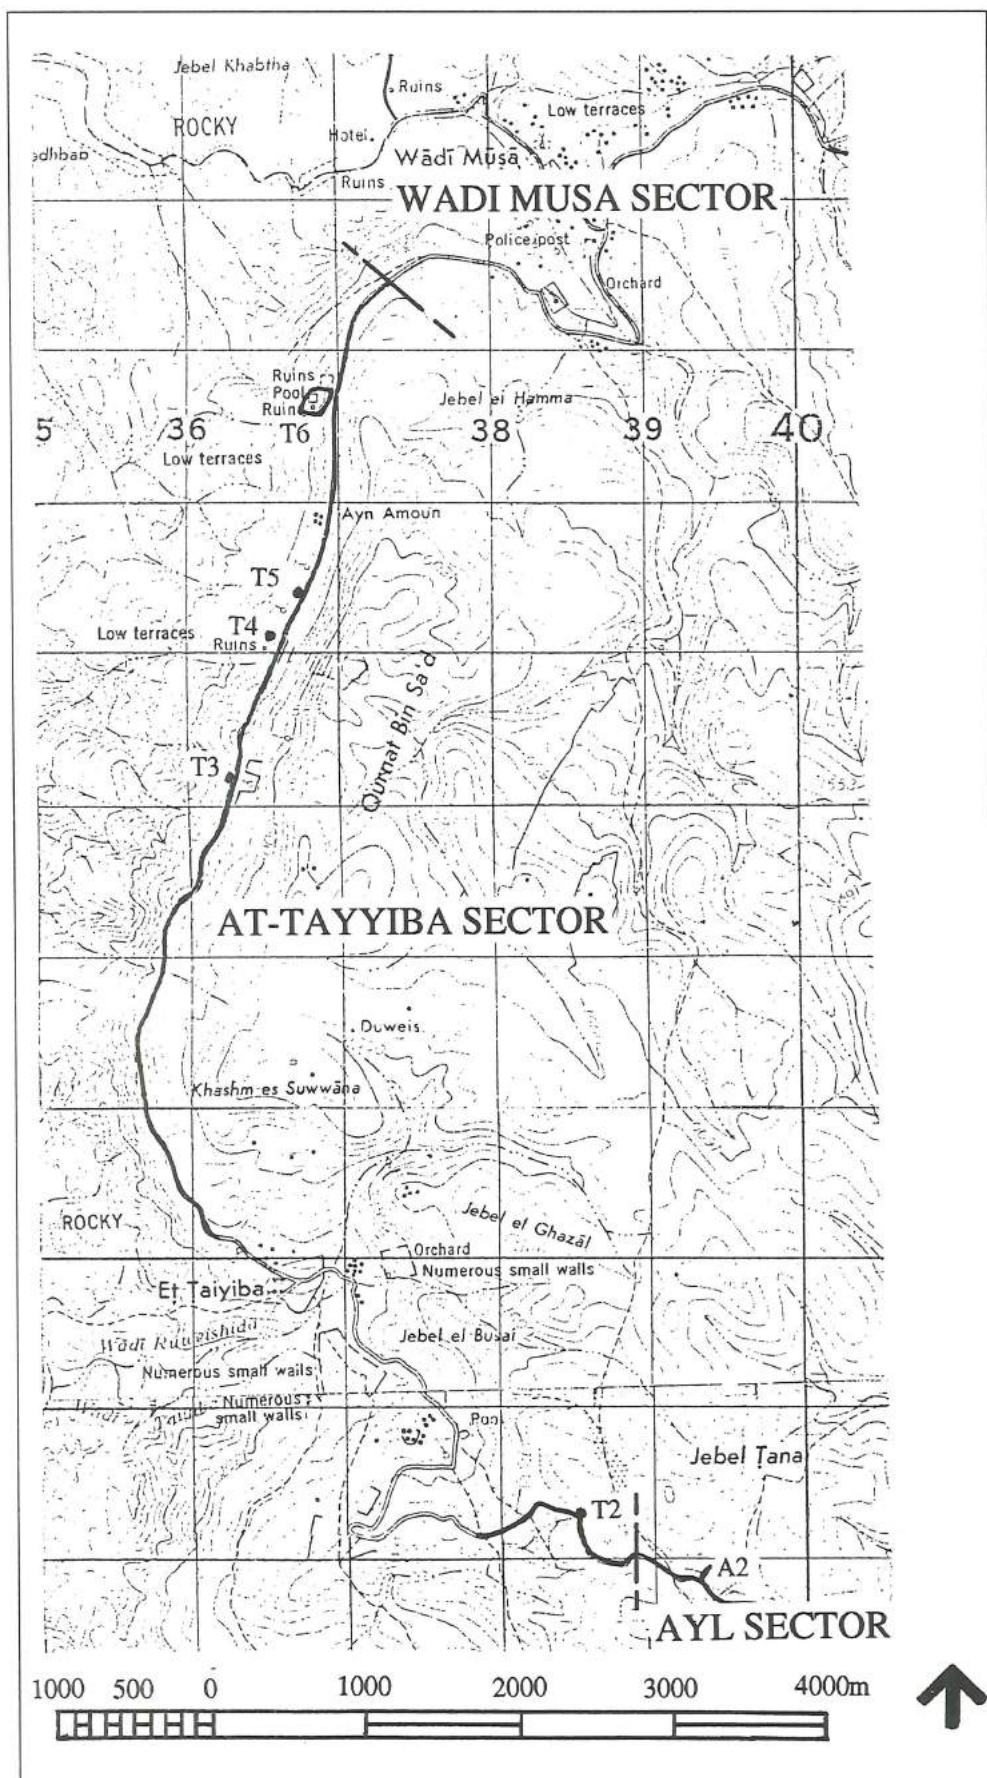 Jebel Khabtha
Ruins
Low terraces
ROCKY
Hotel
Wādī Mūsā
Ruins
WADI MUSA SECTOR
Police post
Orchard
Ruins
Pool
Ruin
Jebel el Hamma
5 36 T6 38 39 40
Low terraces
Ayn Amoun
T5
T4
Low terraces
Ruins
Qurnat Bin Sa'd
T3
AT-TAYYIBA SECTOR
Duweis
Khashm es Suwwāna
ROCKY
Jebel el Ghazāl
Orchard
Numerous small walls
Et Taiyiba
Wādī Ruweishida
Jebel el Busai
Numerous small walls
Numerous
small walls
Wādī
Pool
Jebel Tana
T2
A2
AYL SECTOR
1000 500 0 1000 2000 3000 4000m